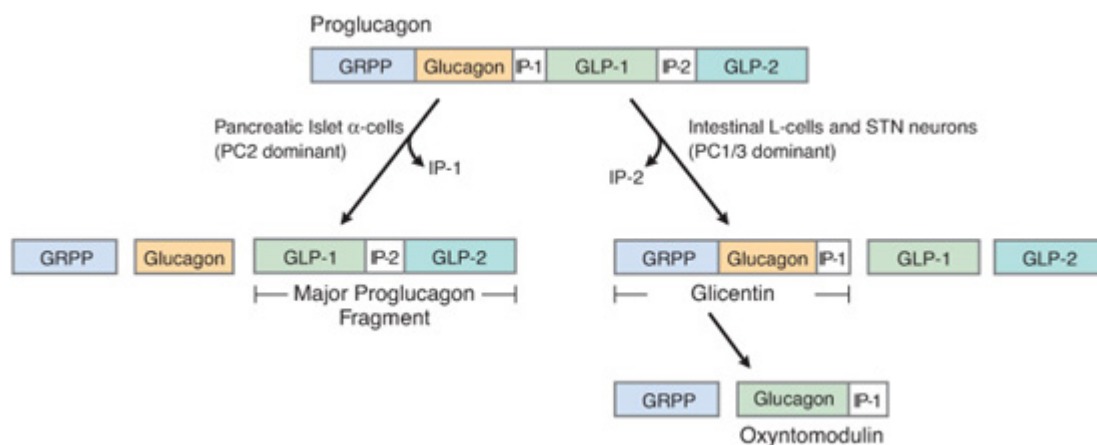 Proglucagon
GRPP Glucagon IP-1 GLP-1 IP-2 GLP-2
Pancreatic Islet α-cells
(PC2 dominant)
IP-1
Intestinal L-cells and STN neurons
(PC1/3 dominant)
IP-2
GRPP Glucagon GLP-1 IP-2 GLP-2
Major Proglucagon
Fragment
GRPP Glucagon IP-1 GLP-1 GLP-2
Glicentin
GRPP Glucagon IP-1
Oxyntomodulin